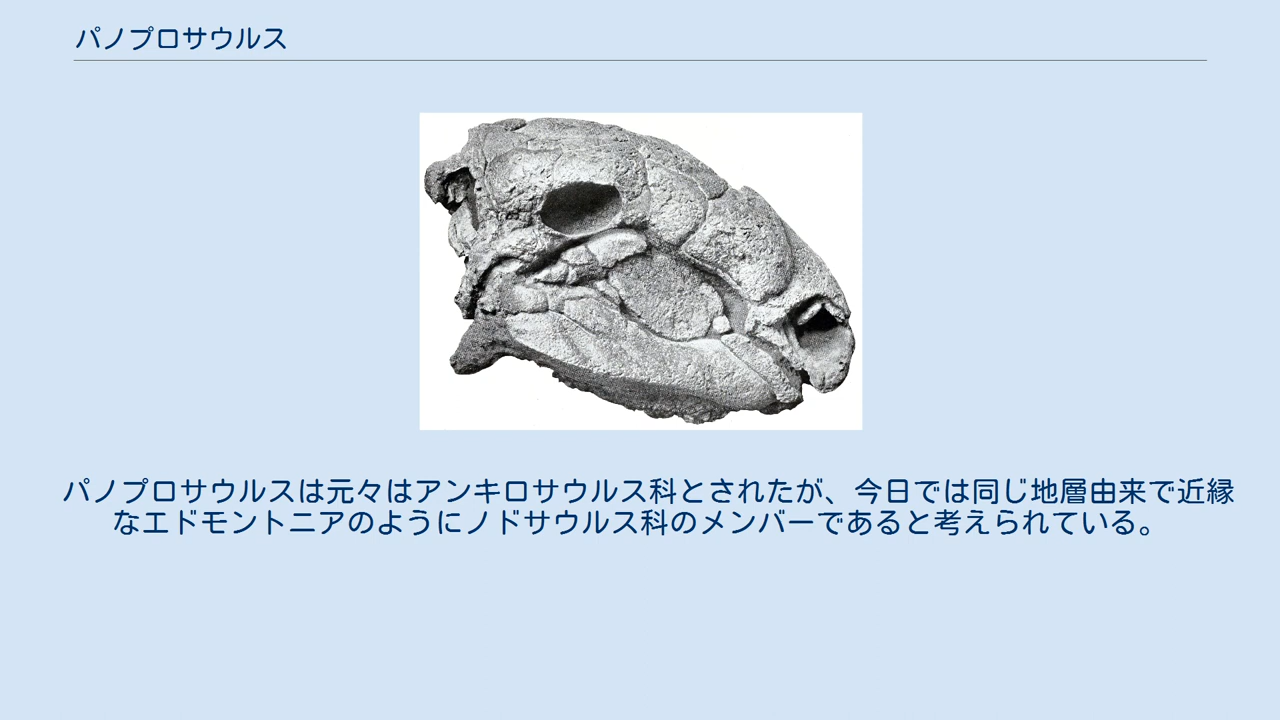 パノプロサウルス
パノプロサウルスは元々はアンキロサウルス科とされたが、今日では同じ地層由来で近縁
なエドモントニアのようにノドサウルス科のメンバーであると考えられている。